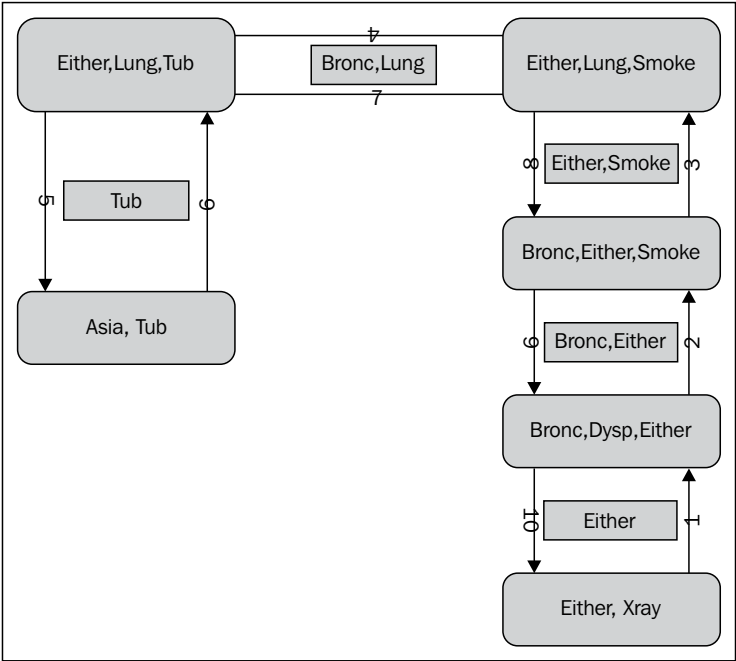 Either,Lung,Tub
4
Bronc,Lung
7
Either,Lung,Smoke
8
Either,Smoke
3
5
Tub
6
Bronc,Either,Smoke
Asia, Tub
9
Bronc,Either
2
Bronc,Dysp,Either
10
Either
1
Either, Xray